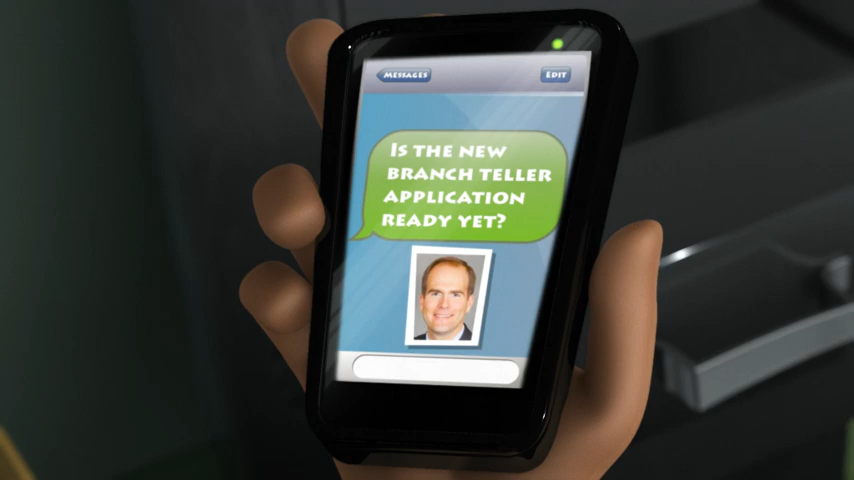 Messages
Edit
Is the new
branch teller
application
ready yet?